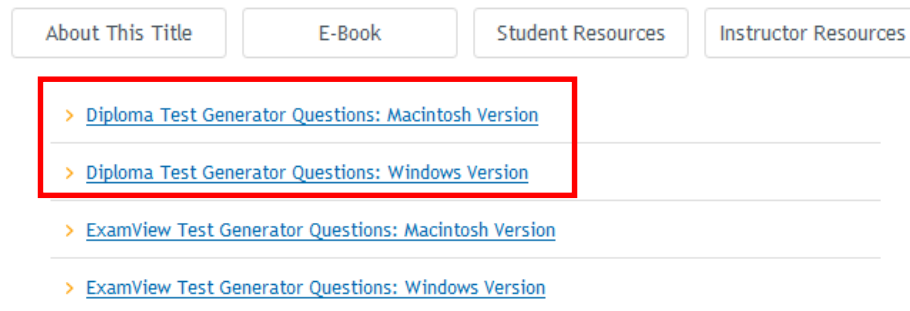 About This Title E-Book Student Resources Instructor Resources
> Diploma Test Generator Questions: Macintosh Version
> Diploma Test Generator Questions: Windows Version
> ExamView Test Generator Questions: Macintosh Version
> ExamView Test Generator Questions: Windows Version